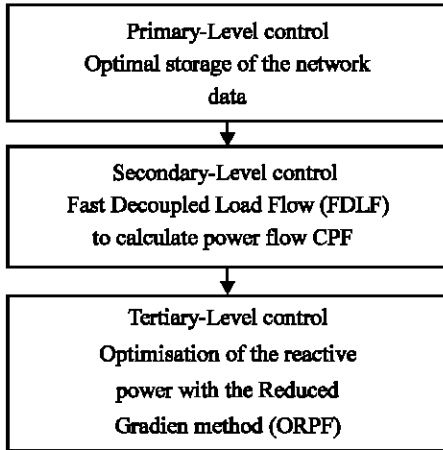 Primary-Level control
Optimal storage of the network
data
Secondary-Level control
Fast Decoupled Load Flow (FDLF)
to calculate power flow CPF
Tertiary-Level control
Optimisation of the reactive
power with the Reduced
Gradien method (ORPF)